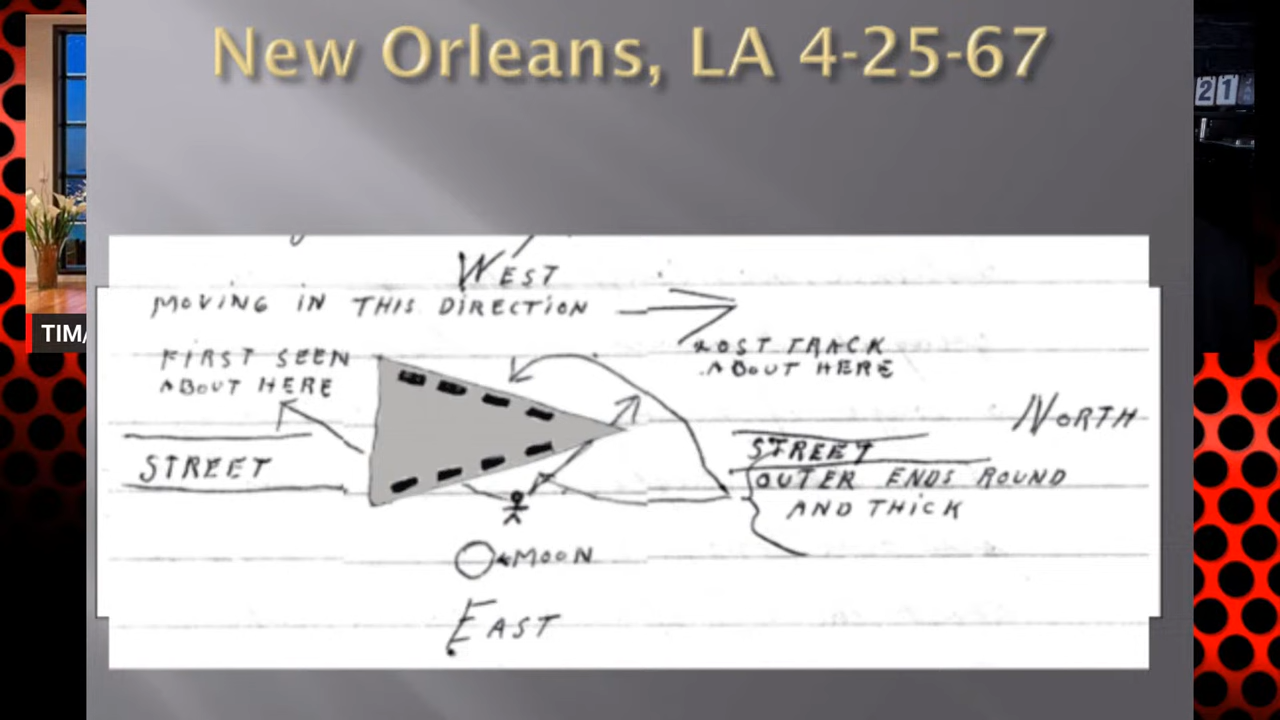 New Orleans, LA 4-25-67
21
TIM
WEST
MOVING IN THIS DIRECTION
FIRST SEEN
ABOUT HERE
LOST TRACK
ABOUT HERE
NORTH
STREET
STREET
OUTER ENDS ROUND
AND THICK
MOON
EAST